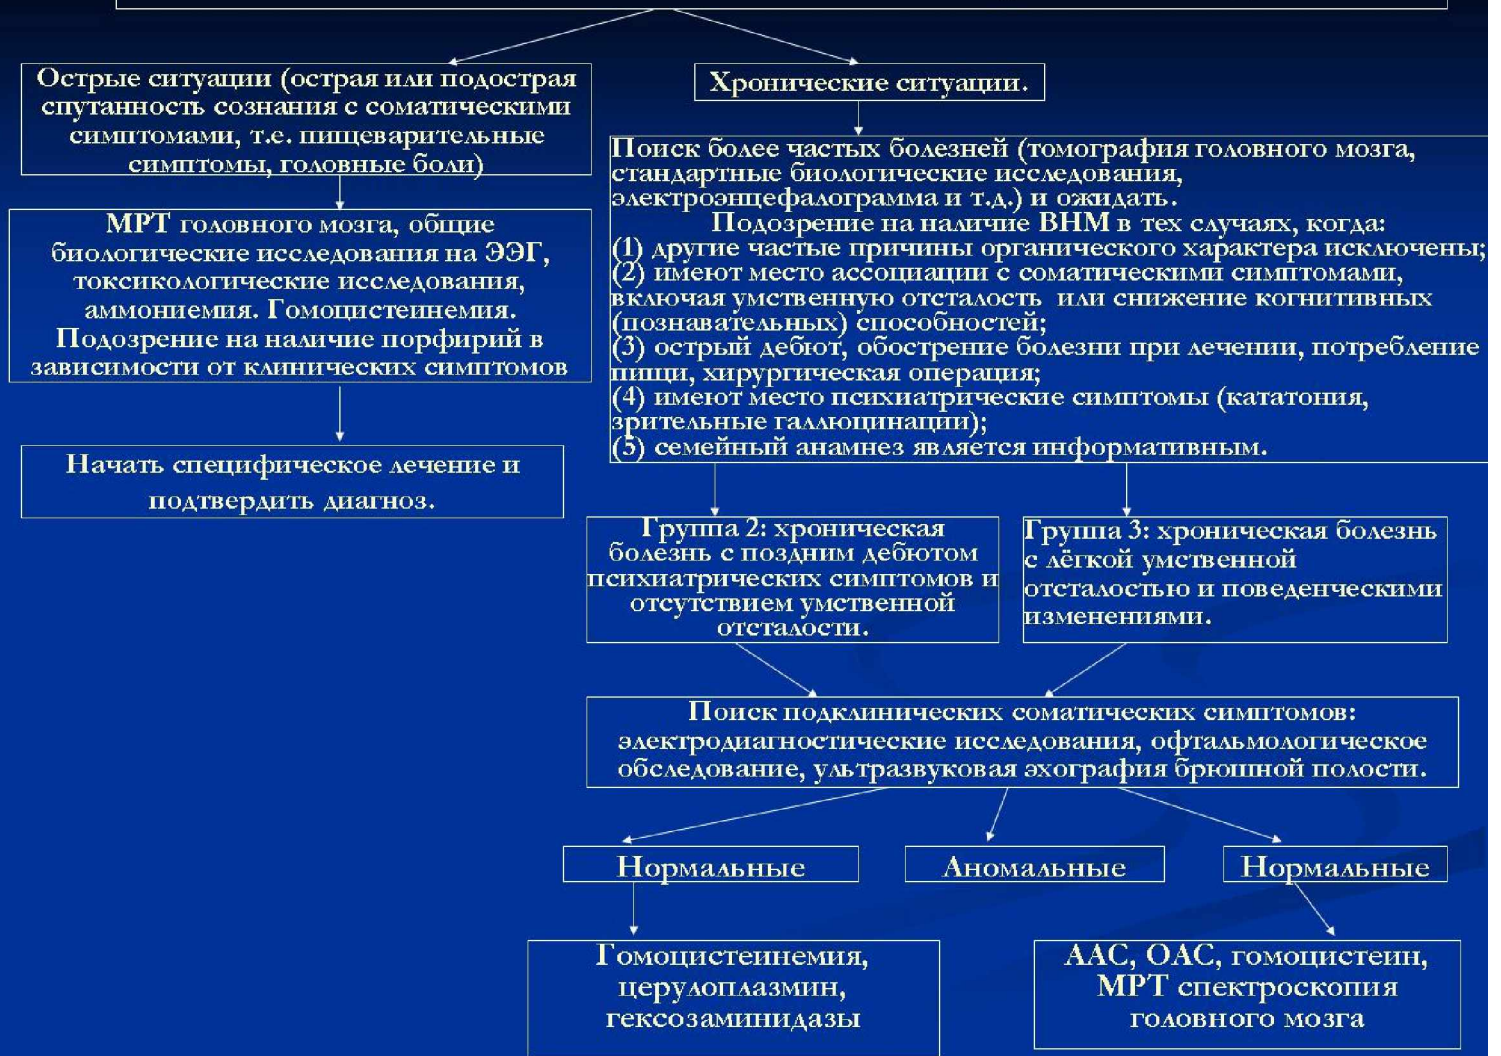 Острые ситуации (острая или подострая
спутанность сознания с соматическими
симптомами, т.е. пищеварительные
симптомы, головные боли)
Хронические ситуации.
МРТ головного мозга, общие
биологические исследования на ЭЭГ,
токсикологические исследования,
аммониемия. Гомоцистеинемия.
Подозрение на наличие порфирий в
зависимости от клинических симптомов
Начать специфическое лечение и
подтвердить диагноз.
Поиск более частых болезней (томография головного мозга,
стандартные биологические исследования,
электроэнцефалограмма и т.д.) и ожидать.
Подозрение на наличие ВНМ в тех случаях, когда:
(1) другие частые причины органического характера исключены;
(2) имеют место ассоциации с соматическими симптомами,
включая умственную отсталость или снижение когнитивных
(познавательных) способностей;
(3) острый дебют, обострение болезни при лечении, потребление
пищи, хирургическая операция;
(4) имеют место психиатрические симптомы (кататония,
зрительные галлюцинации);
(5) семейный анамнез является информативным.
Группа 2: хроническая
болезнь с поздним дебютом
психиатрических симптомов и
отсутствием умственной
отсталости.
Группа 3: хроническая болезнь
с лёгкой умственной
отсталостью и поведенческими
изменениями.
Поиск подклинических соматических симптомов:
электродиагностические исследования, офтальмологическое
обследование, ультразвуковая эхография брюшной полости.
Нормальные
Аномальные
Нормальные
Гомоцистеинемия,
церулоплазмин,
гексозаминидазы
ААС, ОАС, гомоцистеин,
МРТ спектроскопия
головного мозга